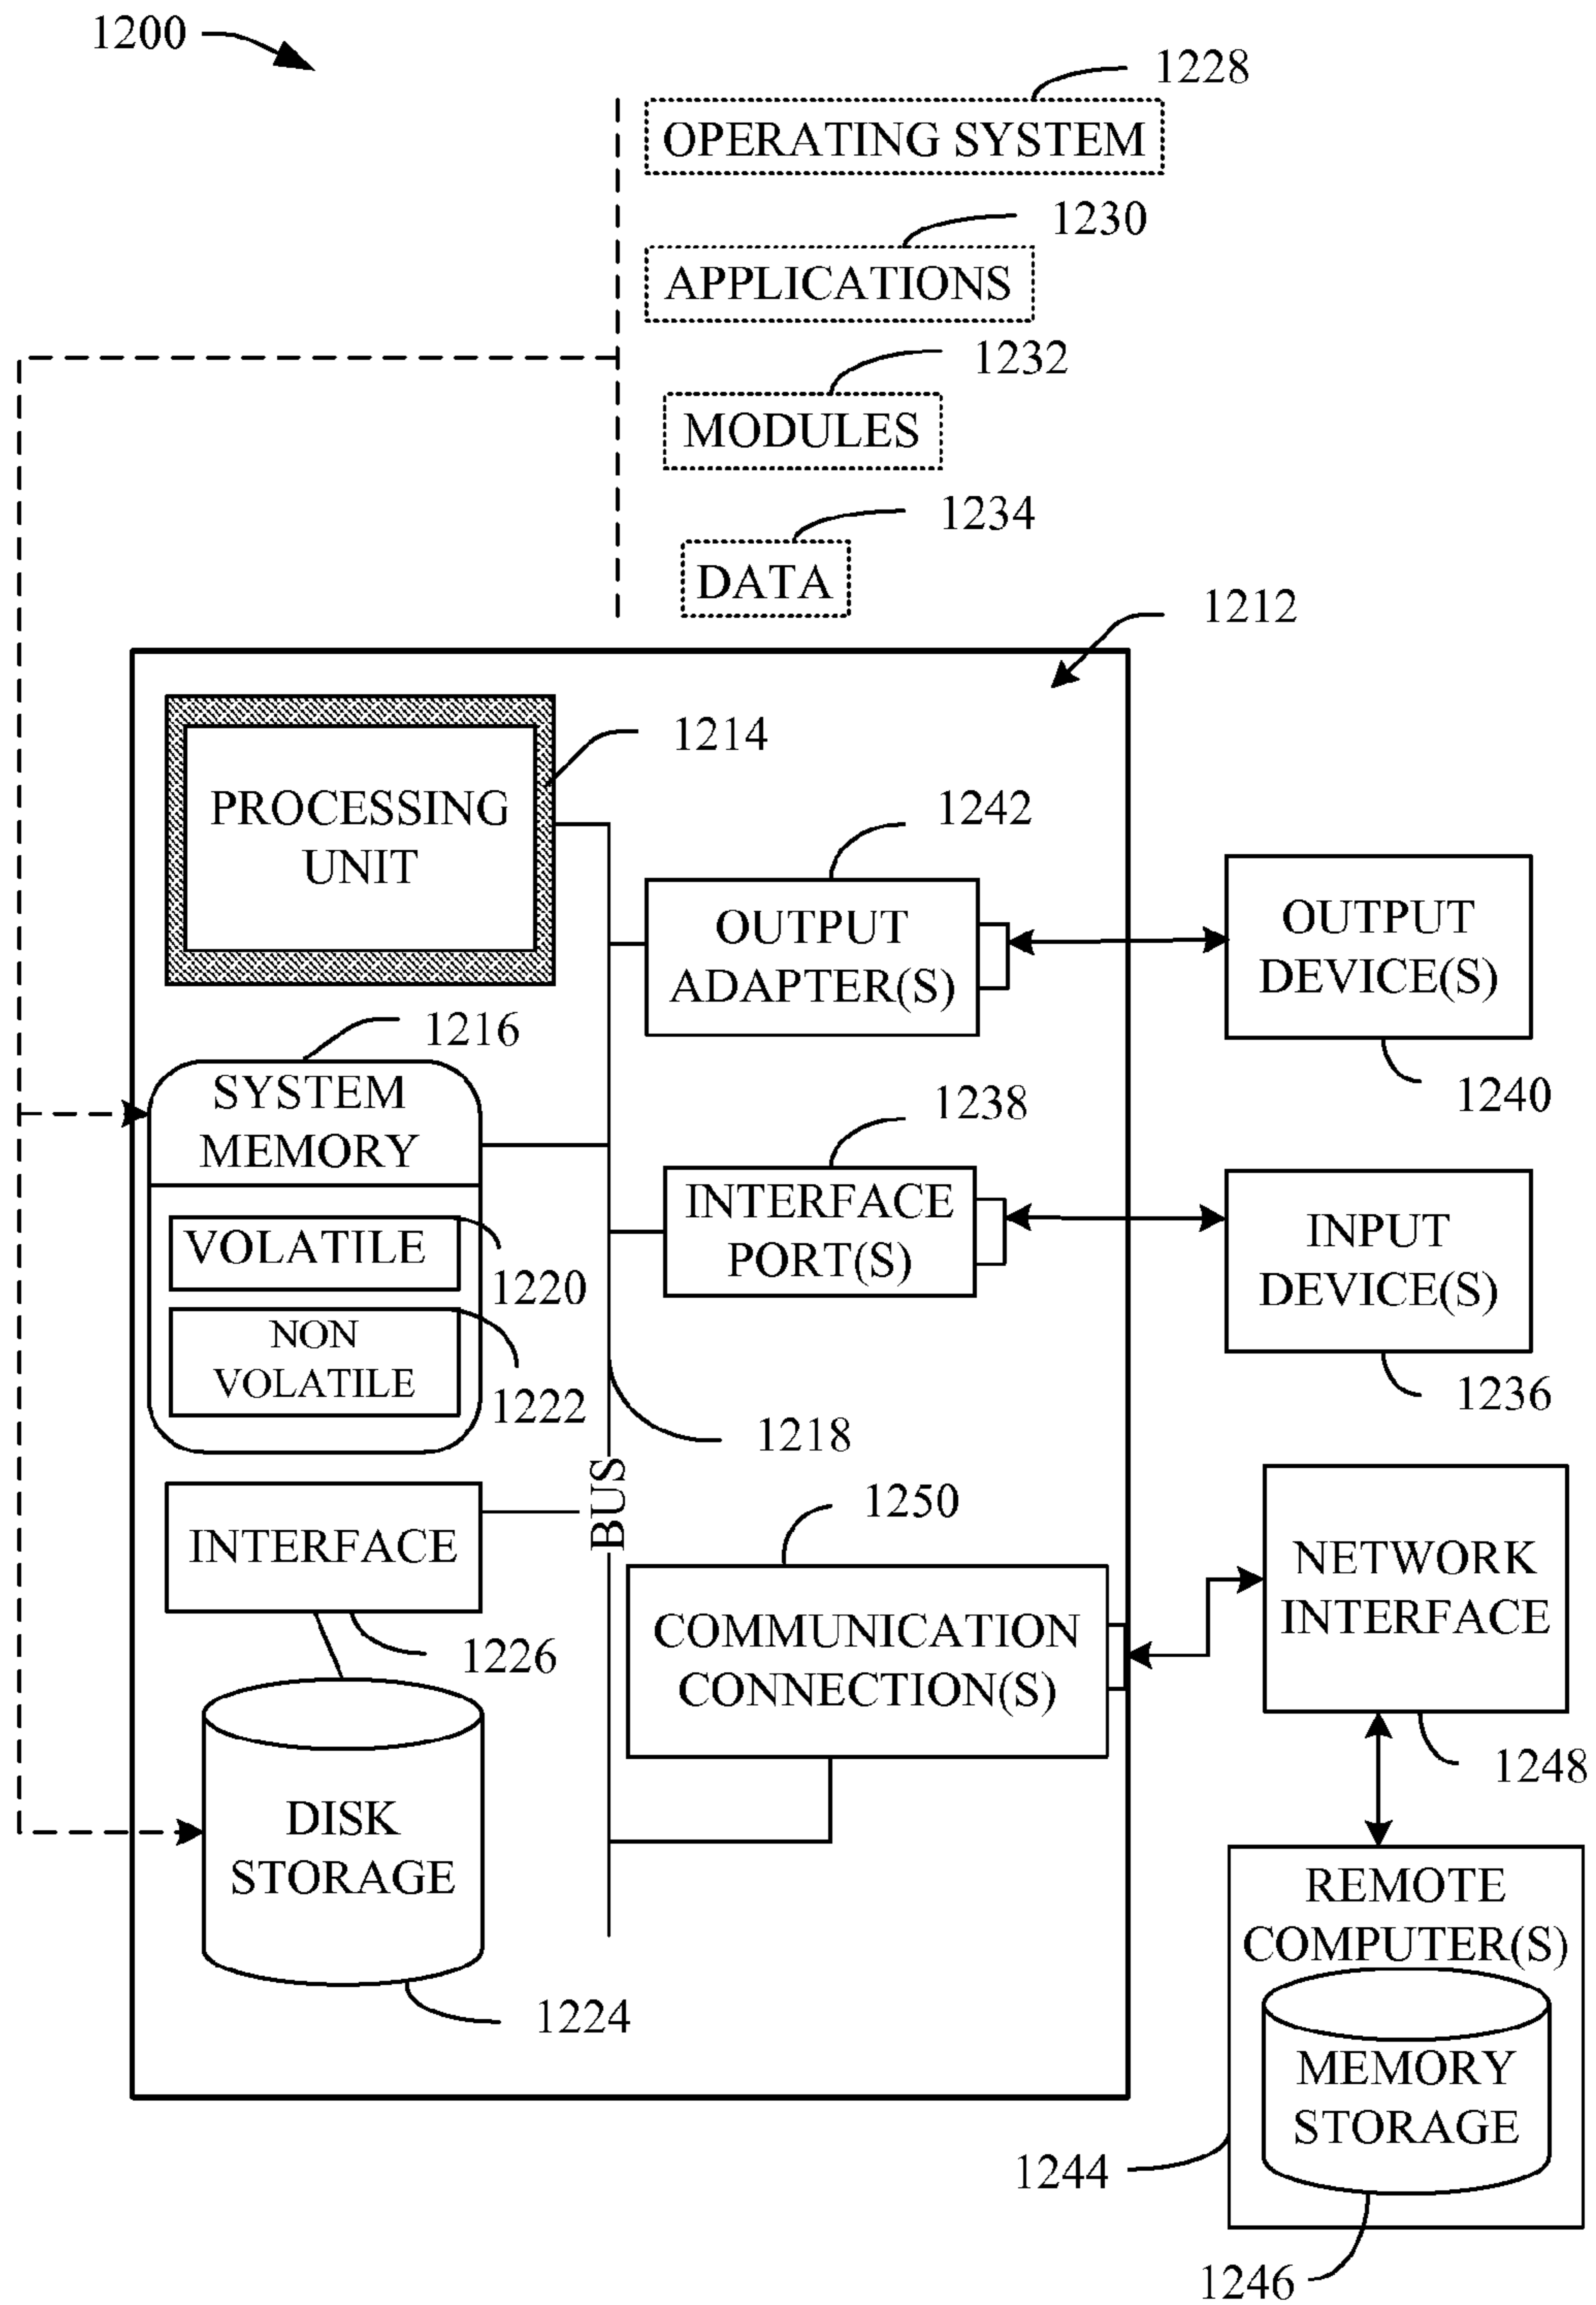 1200
1228
OPERATING SYSTEM
1230
APPLICATIONS
1232
MODULES
1234
DATA
1212
1214
PROCESSING
UNIT
1242
OUTPUT
ADAPTER(S)
OUTPUT
DEVICE(S)
1240
1216
SYSTEM
MEMORY
VOLATILE
1220
NON
VOLATILE
1222
1238
INTERFACE
PORT(S)
INPUT
DEVICE(S)
1236
1218
BUS
INTERFACE
1226
1250
COMMUNICATION
CONNECTION(S)
NETWORK
INTERFACE
1248
DISK
STORAGE
1224
REMOTE
COMPUTER(S)
MEMORY
STORAGE
1244
1246